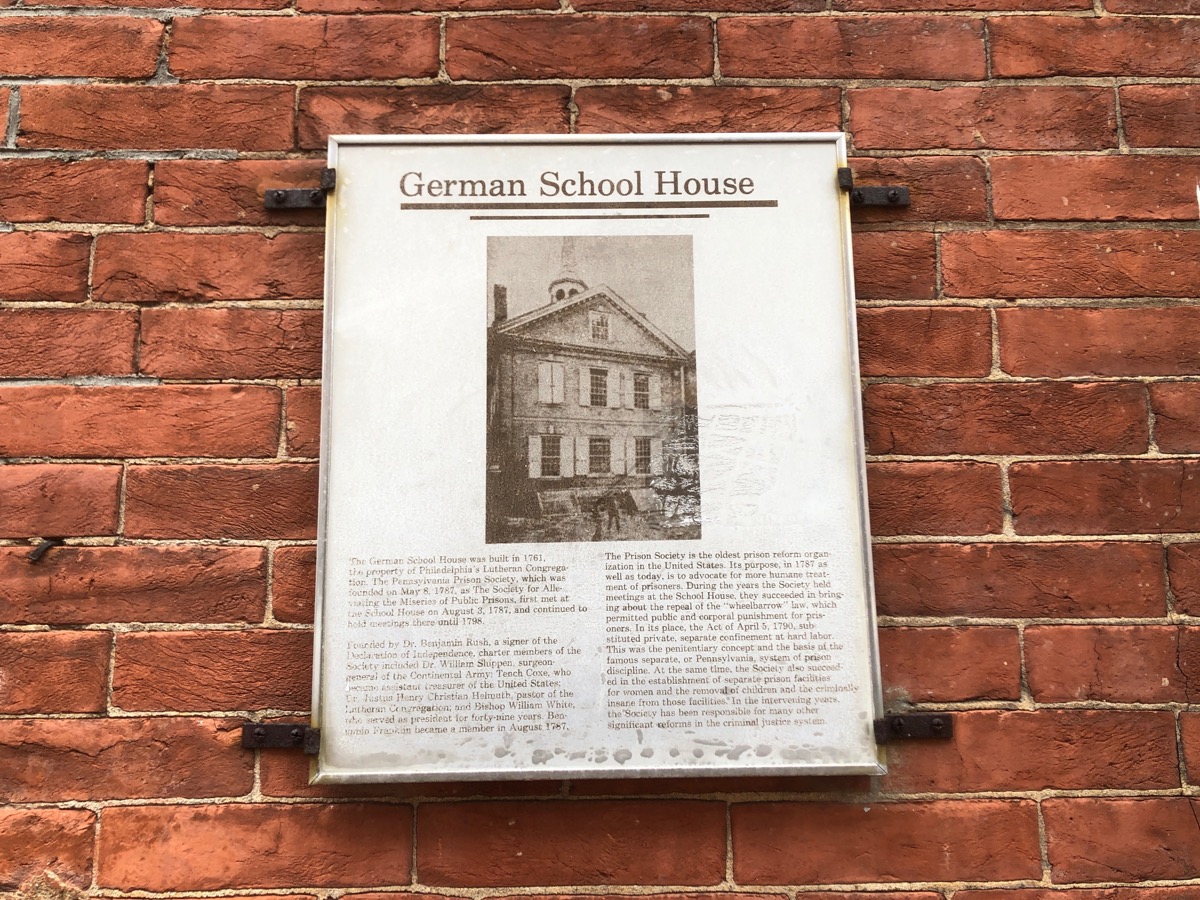 German School House
The German School House was built in 1761,
the property of Philadelphia's Lutheran Congrega-
tion. The Pennsylvania Prison Society, which was
founded on May 8, 1787, as The Society for Alle-
viating the Miseries of Public Prisons, first met at
the School House on August 3, 1787, and continued to
hold meetings there until 1798.
Founded by Dr. Benjamin Rush, a signer of the
Declaration of Independence, charter members of the
Society included Dr. William Shippen, surgeon-
general of the Continental Army; Tench Coxe, who
became assistant treasurer of the United States;
Dr. Justus Henry Christian Helmuth, pastor of the
Lutheran Congregation; and Bishop William White,
who served as president for forty-nine years. Ben-
jamin Franklin became a member in August 1787.
The Prison Society is the oldest prison reform organ-
ization in the United States. Its purpose, in 1787 as
well as today, is to advocate for more humane treat-
ment of prisoners. During the years the Society held
meetings at the School House, they succeeded in bring-
ing about the repeal of the "wheelbarrow" law, which
permitted public and corporal punishment for pris-
oners. In its place, the Act of April 5, 1790, sub-
stituted private, separate confinement at hard labor.
This was the penitentiary concept and the basis of the
famous separate, or Pennsylvania, system of prison
discipline. At the same time, the Society also succeed-
ed in the establishment of separate prison facilities
for women and the removal of children and the criminally
insane from those facilities. In the intervening years,
the Society has been responsible for many other
significant reforms in the criminal justice system.